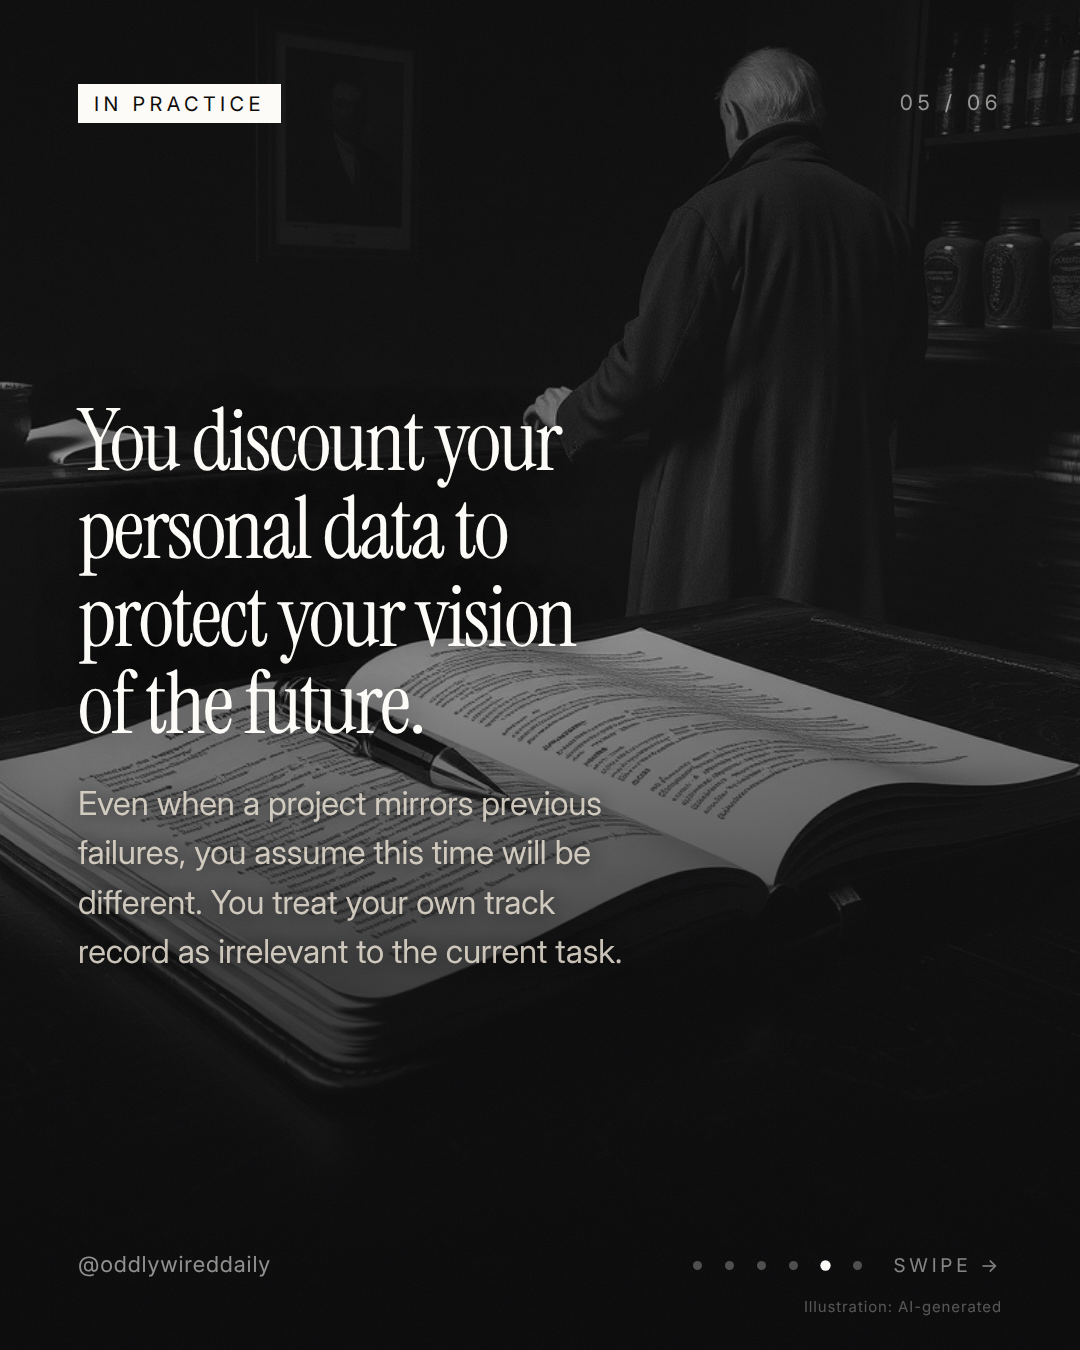 IN PRACTICE
05 / 06
You discount your
personal data to
protect your vision
of the future.
Even when a project mirrors previous
failures, you assume this time will be
different. You treat your own track
record as irrelevant to the current task.
@oddlywireddaily
SWIPE →
Illustration: AI-generated